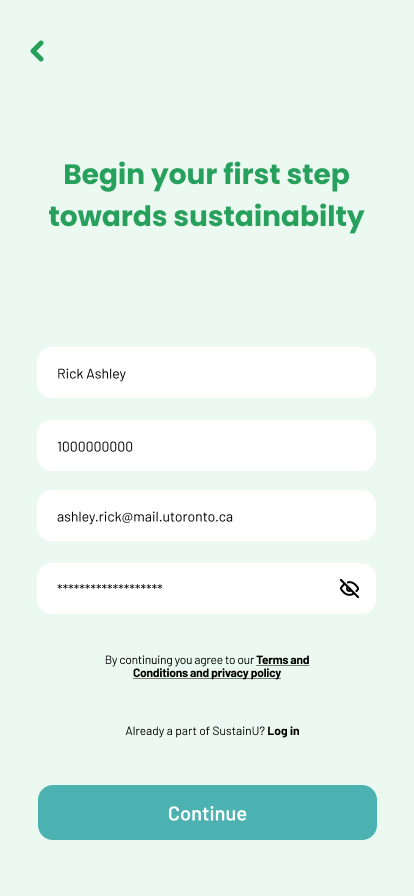 Begin your first step
towards sustainabilty
Rick Ashley
1000000000
ashley.rick@mail.utoronto.ca
*******************
By continuing you agree to our Terms and
Conditions and privacy policy
Already a part of SustainU? Log in
Continue